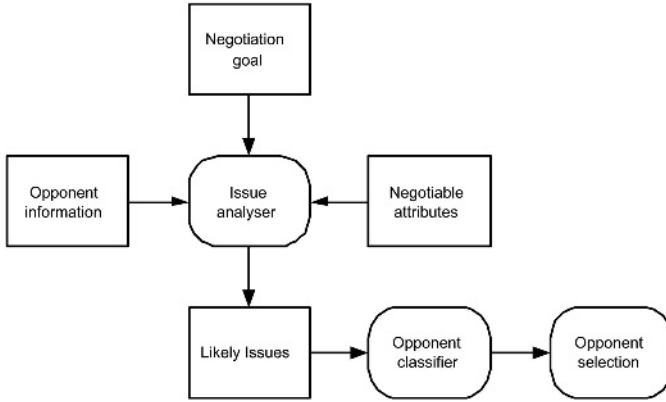 Negotiation
goal
Opponent
information
Issue
analyser
Negotiable
attributes
Likely Issues
Opponent
classifier
Opponent
selection